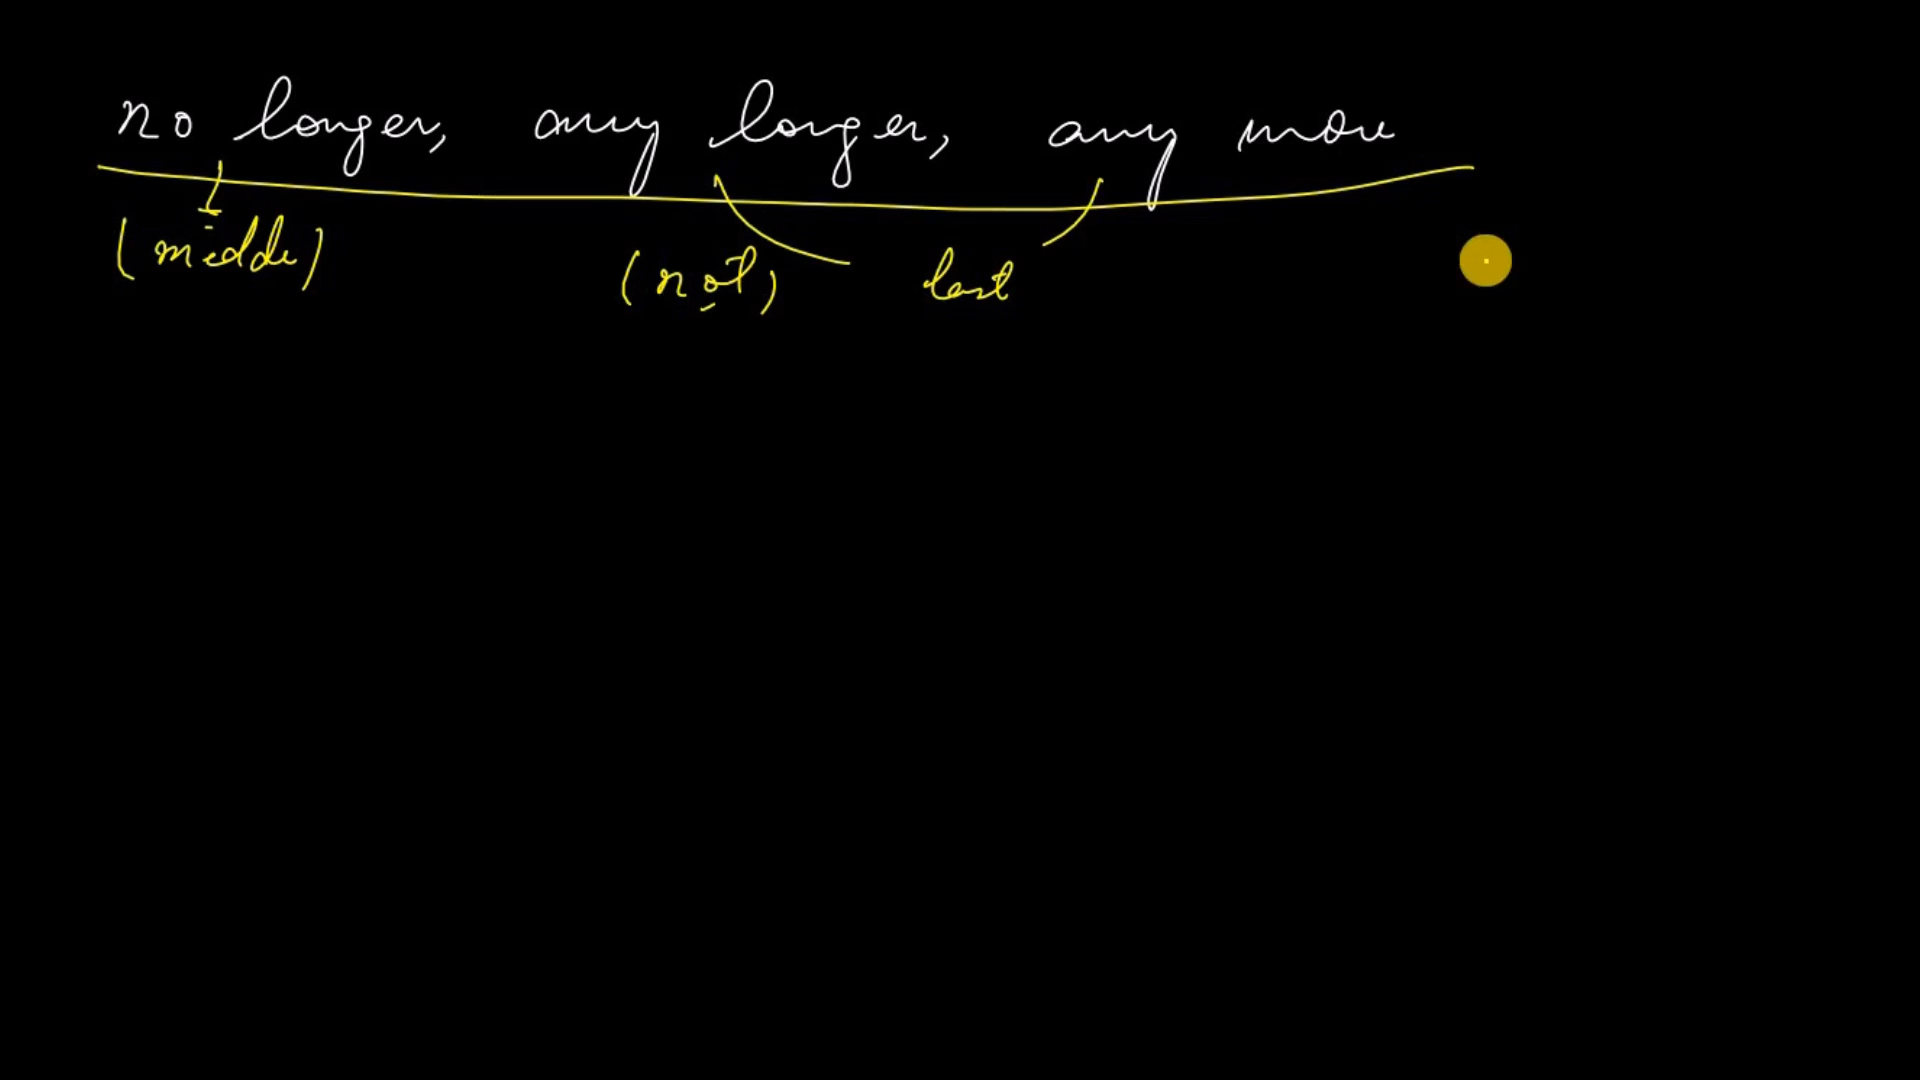 no longer, any longer, any more
(middle) (not) last